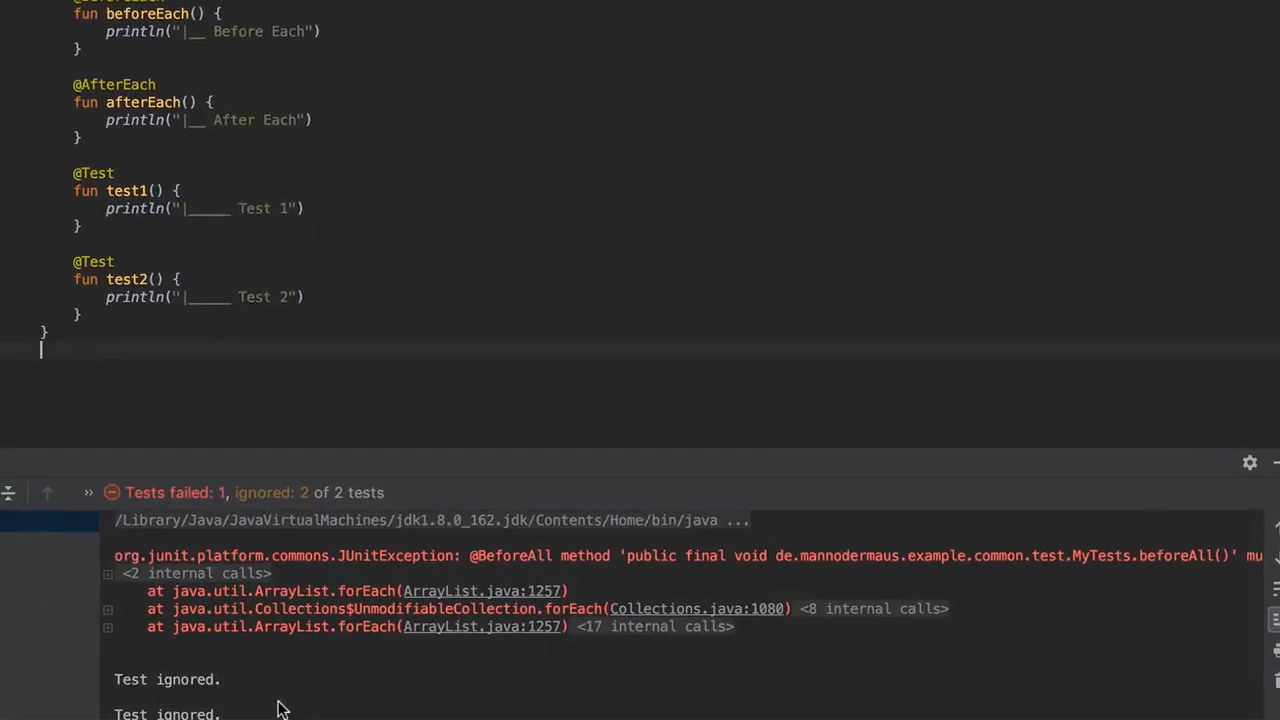 fun beforeEach() {
println("|__ Before Each")
}
@AfterEach
fun afterEach() {
println("|__ After Each")
}
@Test
fun test1() {
println("|_____ Test 1")
}
@Test
fun test2() {
println("|_____ Test 2")
}
}
» Tests failed: 1, ignored: 2 of 2 tests
/Library/Java/JavaVirtualMachines/jdk1.8.0_162.jdk/Contents/Home/bin/java ...
org.junit.platform.commons.JUnitException: @BeforeAll method 'public final void de.mannodermaus.example.common.test.MyTests.beforeAll()' mu
<2 internal calls>
at java.util.ArrayList.forEach(ArrayList.java:1257)
at java.util.Collections$UnmodifiableCollection.forEach(Collections.java:1080) <8 internal calls>
at java.util.ArrayList.forEach(ArrayList.java:1257) <17 internal calls>
Test ignored.
Test ignored.